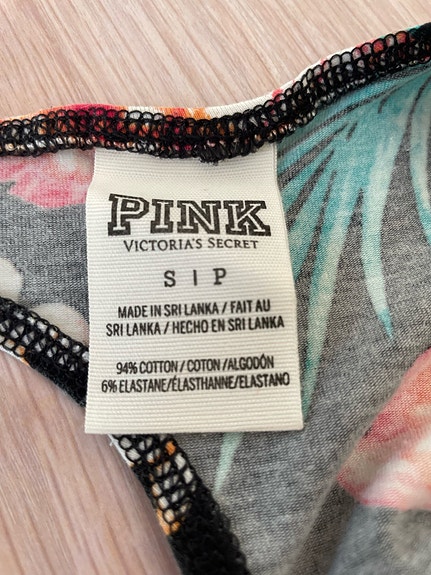 PINK
VICTORIA'S SECRET
S | P
MADE IN SRI LANKA / FAIT AU
SRI LANKA / HECHO EN SRI LANKA
94% COTTON / COTON /ALGODÓN
6% ELASTANE/ÉLASTHANNE/ELASTANO